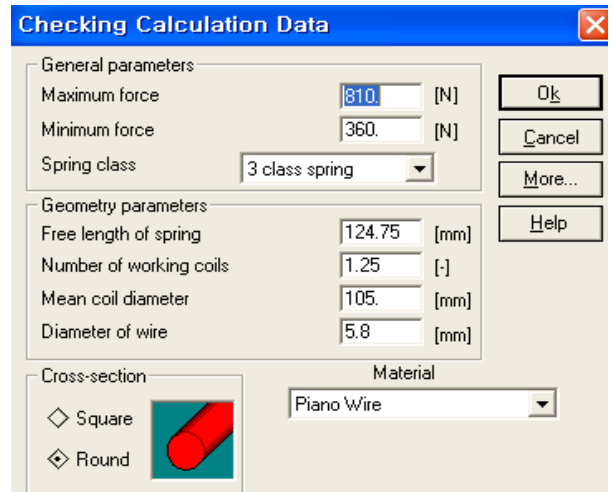 Checking Calculation Data
General parameters
Maximum force 810. [N]
Minimum force 360. [N]
Spring class 3 class spring
Geometry parameters
Free length of spring 124.75 [mm]
Number of working coils 1.25 [-]
Mean coil diameter 105. [mm]
Diameter of wire 5.8 [mm]
Cross-section
Square
Round
Material
Piano Wire
Ok
Cancel
More...
Help